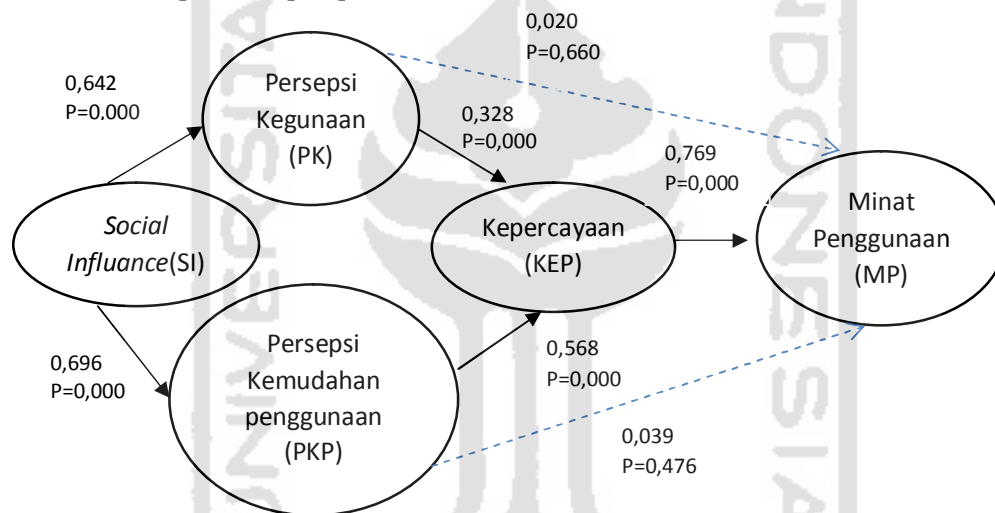 0,020
P=0,660
0,642
P=0,000
Persepsi
Kegunaan
(PK)
0,328
P=0,000
0,769
P=0,000
Social
Influance(SI)
Kepercayaan
(KEP)
Minat
Penggunaan
(MP)
0,696
P=0,000
Persepsi
Kemudahan
penggunaan
(PKP)
0,568
P=0,000
0,039
P=0,476
UNIVERSITA
NDONESIA